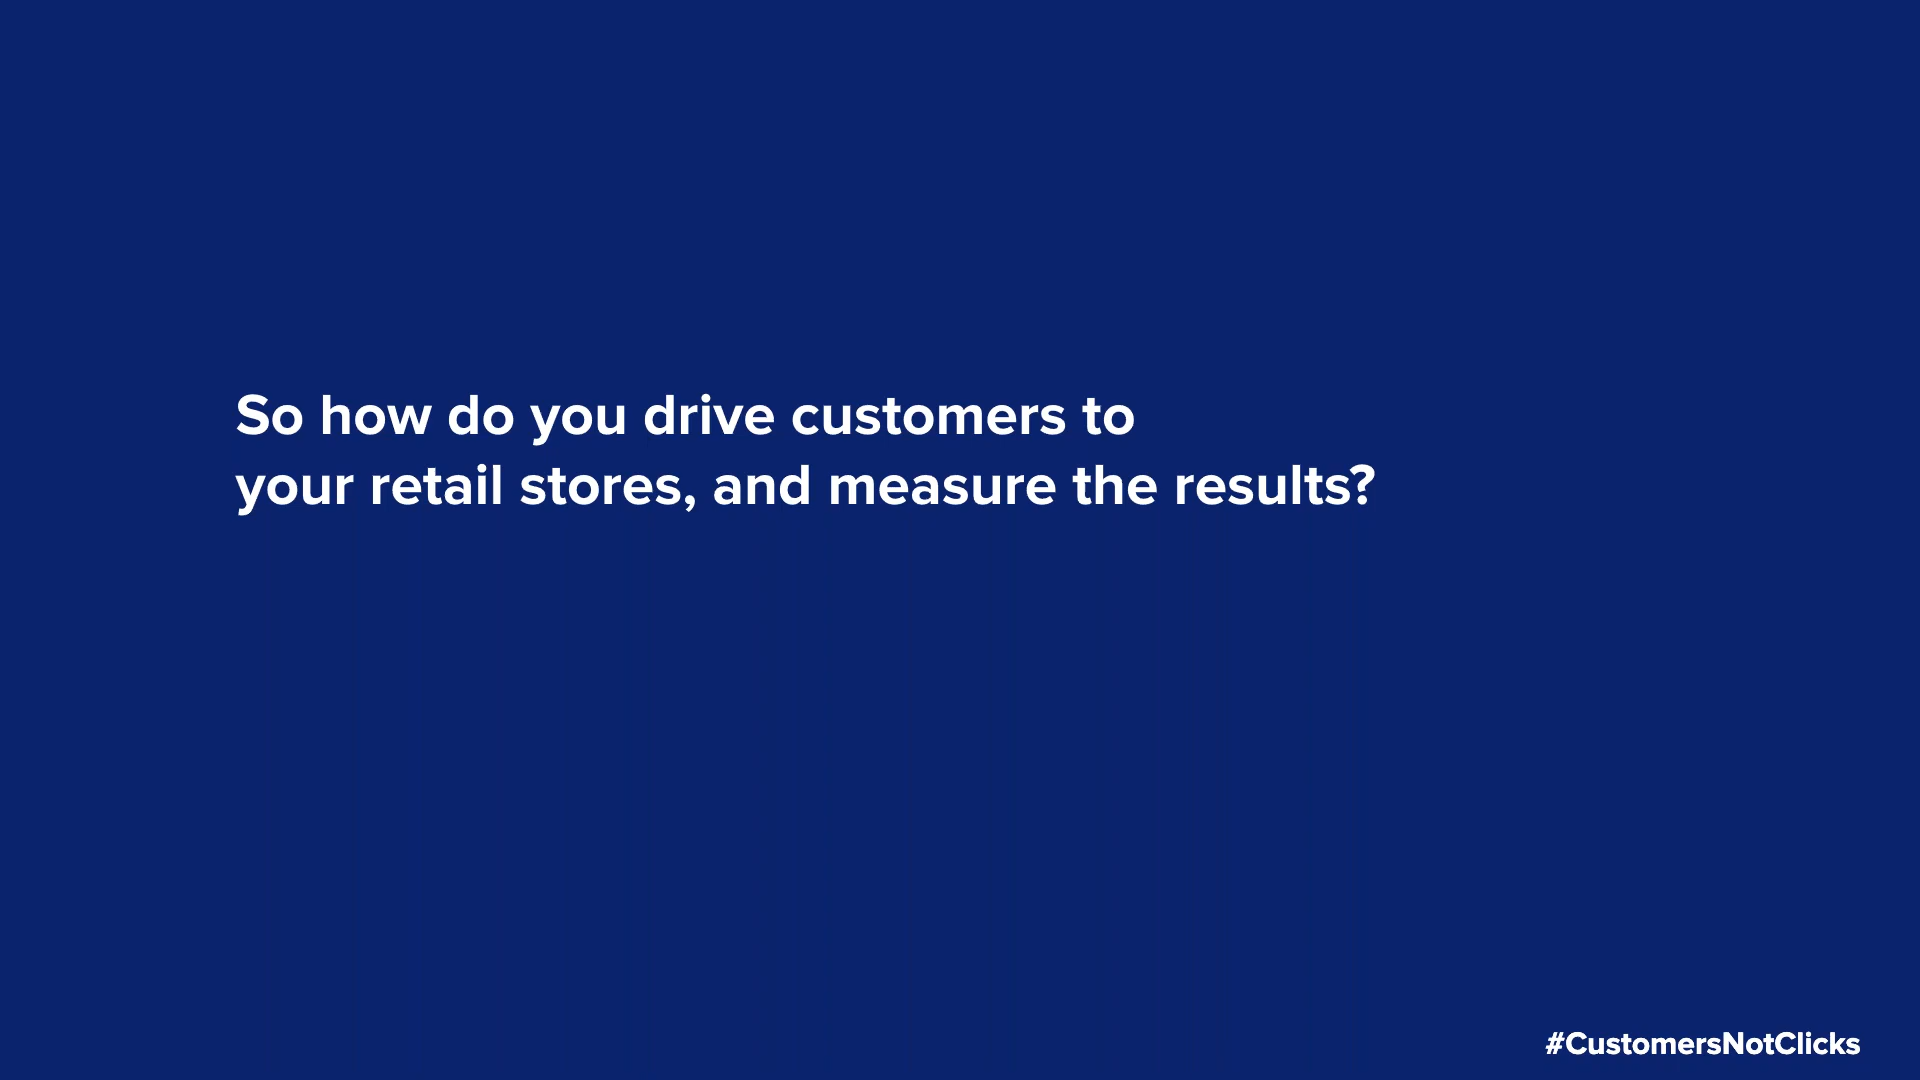 So how do you drive customers to
your retail stores, and measure the results?
#CustomersNotClicks